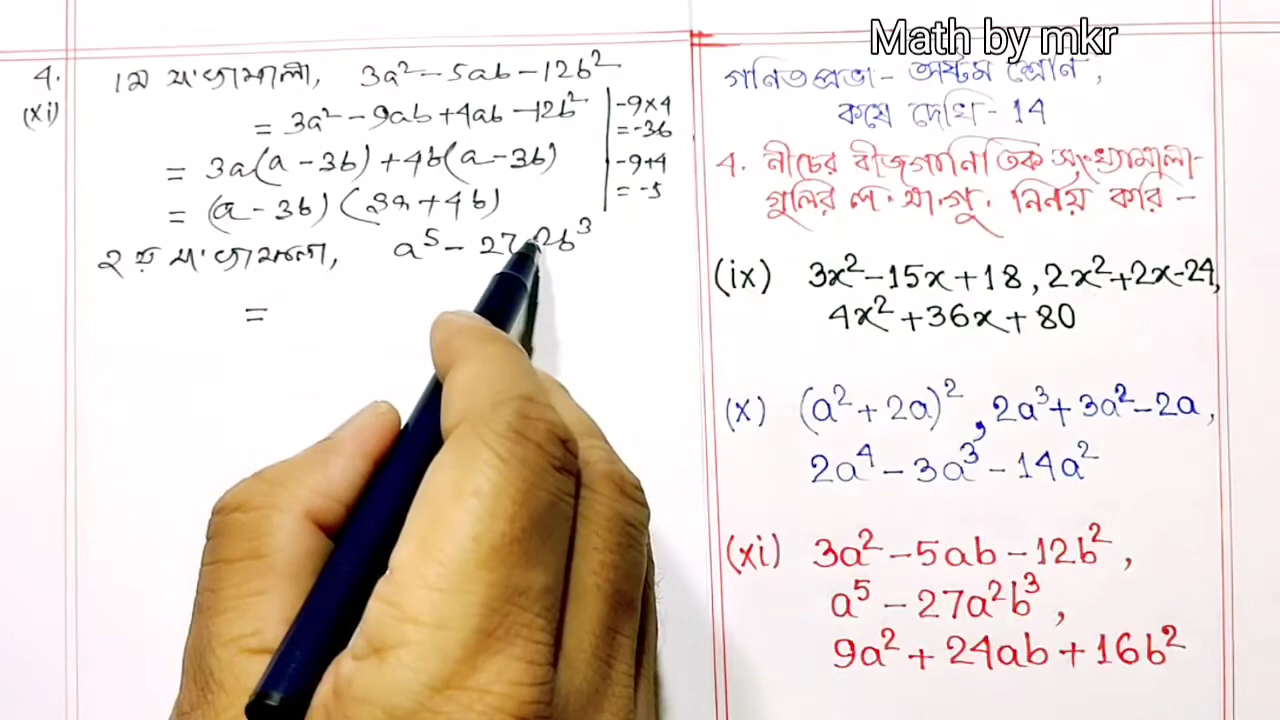 Math by mkr
4. ১ম সংখ্যামালা, 3a² - 5ab - 12b²
(xi) = 3a² - 9ab + 4ab - 12b² | -9×4
= -36
= 3a(a - 3b) + 4b(a - 3b) | -9+4
= -5
= (a - 3b) (3a + 4b)
২য় সংখ্যামালা, a⁵ - 27a²b³
=
গনিতপ্রভা - অষ্টম শ্রেনি,
কষে দেখি - 14
4. নীচের বীজগানিতিক সংখ্যামালা-
গুলির ল. সা. গু. নির্নয় করি -
(ix) 3x² - 15x + 18, 2x² + 2x - 24,
4x² + 36x + 80
(x) (a² + 2a)², 2a³ + 3a² - 2a,
2a⁴ - 3a³ - 14a²
(xi) 3a² - 5ab - 12b²,
a⁵ - 27a²b³,
9a² + 24ab + 16b²